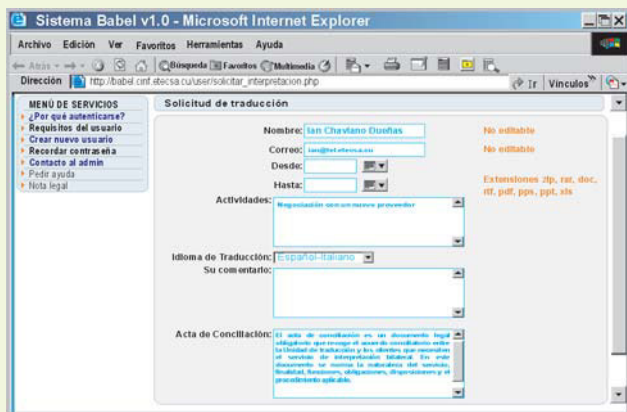 Sistema Babel v1.0 - Microsoft Internet Explorer
Archivo Edición Ver Favoritos Herramientas Ayuda
Atrás Búsqueda Favoritos Multimedia
Dirección http://babel.cinf.etecsa.cu/user/solicitar_interpretacion.php Ir Vínculos
MENÚ DE SERVICIOS
¿Por qué autenticarse?
Requisitos del usuario
Crear nuevo usuario
Recordar contraseña
Contacto al admin
Pedir ayuda
Nota legal
Solicitud de traducción
Nombre: Ian Chaviano Dueñas No editable
Correo: ian@tel.etecsa.cu No editable
Desde:
Hasta:
Extensiones zip, rar, doc,
rtf, pdf, pps, ppt, xls
Actividades: Negociación con un nuevo proveedor
Idioma de Traducción: Español-Italiano
Su comentario:
Acta de Conciliación: El acta de conciliación es un documento legal
obligatorio que recoge el acuerdo conciliatorio entre
la Unidad de traducción y los clientes que necesiten
el servicio de interpretación bilateral. En este
documento se norma la naturaleza del servicio,
finalidad, funciones, obligaciones, disposiciones y el
procedimiento aplicable.